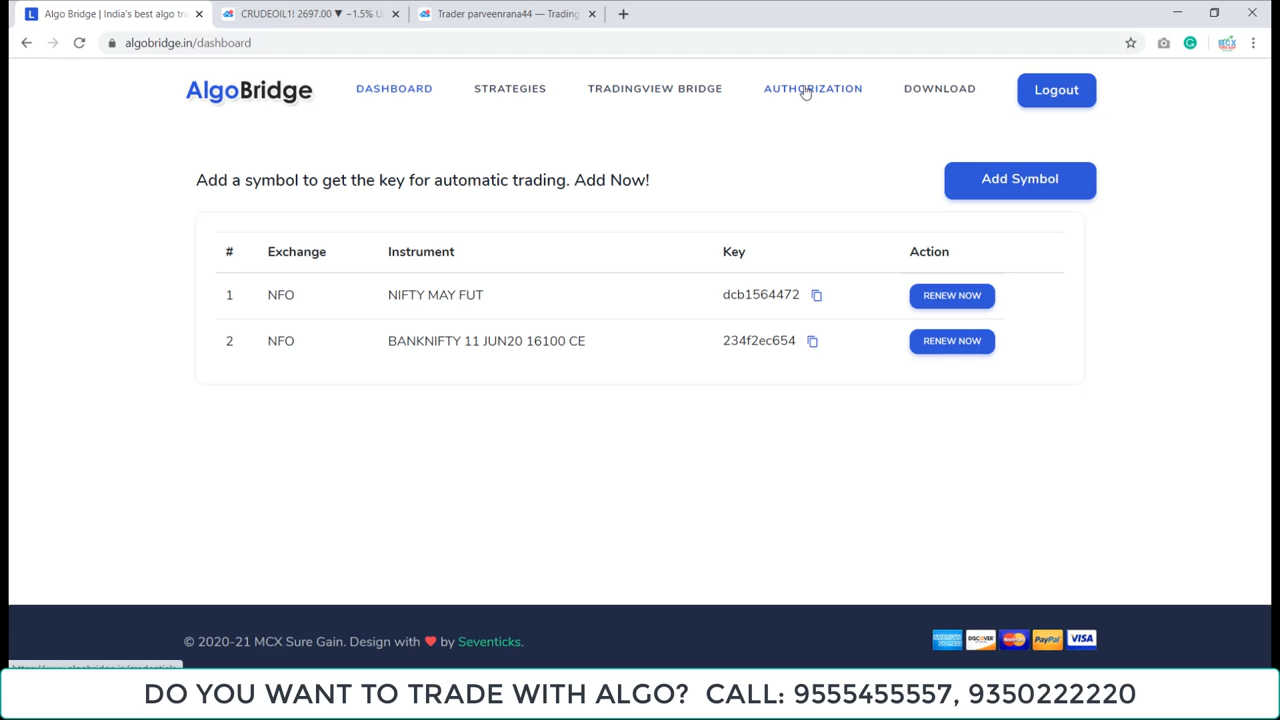 L Algo Bridge | India's best algo tra
CRUDEOIL1! 2697.00 ▼ −1.5% U
Trader parveenrana44 — Trading
algobridge.in/dashboard
AlgoBridge
DASHBOARD
STRATEGIES
TRADINGVIEW BRIDGE
AUTHORIZATION
DOWNLOAD
Logout
Add a symbol to get the key for automatic trading. Add Now!
Add Symbol
# Exchange Instrument Key Action
1 NFO NIFTY MAY FUT dcb1564472 RENEW NOW
2 NFO BANKNIFTY 11 JUN20 16100 CE 234f2ec654 RENEW NOW
© 2020-21 MCX Sure Gain. Design with ❤ by Seventicks.
DISCOVER
PayPal
VISA
DO YOU WANT TO TRADE WITH ALGO? CALL: 9555455557, 9350222220